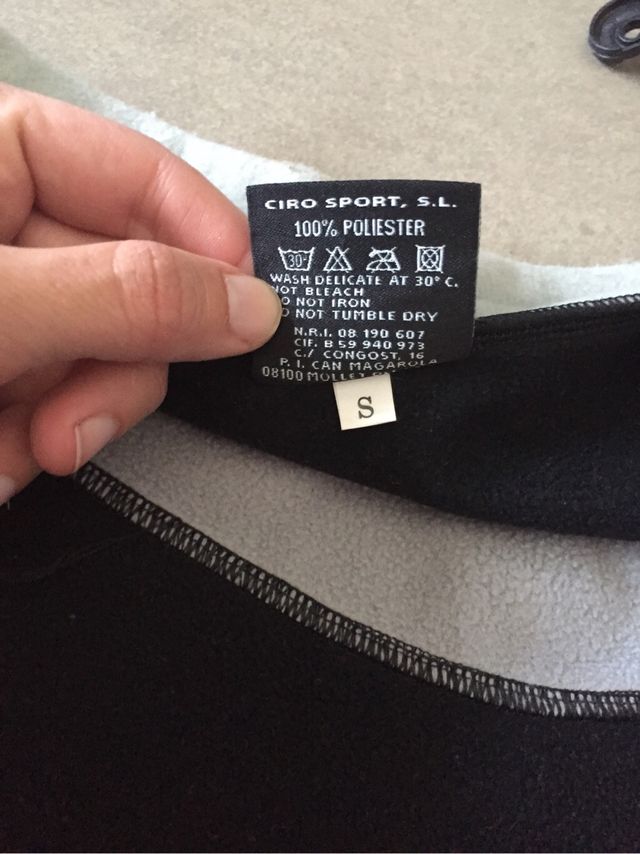 CIRO SPORT, S.L.
100% POLIESTER
30°
WASH DELICATE AT 30° C.
NOT BLEACH
NOT IRON
NOT TUMBLE DRY
N.R.I. 08 190 607
CIF. B 59 940 973
C./ CONGOST, 16
P. I. CAN MAGAROLA
08100 MOLLET
S